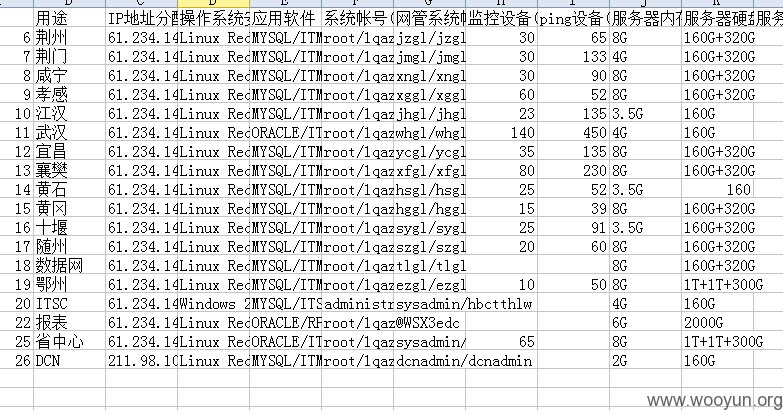 用途 IP地址分配 操作系统安 应用软件 系统帐号( 网管系统帐 监控设备( ping设备( 服务器内存 服务器硬盘 服务
6 荆州 61.234.14 Linux Red MYSQL/ITM root/1qaz jzgl/jzgl 30 65 8G 160G+320G
7 荆门 61.234.14 Linux Red MYSQL/ITM root/1qaz jmgl/jmgl 30 133 4G 160G+320G
8 咸宁 61.234.14 Linux Red MYSQL/ITM root/1qaz xngl/xngl 30 90 8G 160G+320G
9 孝感 61.234.14 Linux Red MYSQL/ITM root/1qaz xggl/xggl 60 52 8G 160G+320G
10 江汉 61.234.14 Linux Red MYSQL/ITM root/1qaz jhgl/jhgl 23 135 3.5G 160G
11 武汉 61.234.14 Linux Red ORACLE/IT root/1qaz whgl/whgl 140 450 4G 160G
12 宜昌 61.234.14 Linux Red MYSQL/ITM root/1qaz ycgl/ycgl 35 135 8G 160G+320G
13 襄樊 61.234.14 Linux Red MYSQL/ITM root/1qaz xfgl/xfgl 80 230 8G 160G+320G
14 黄石 61.234.14 Linux Red MYSQL/ITM root/1qaz hsgl/hsgl 25 52 3.5G 160
15 黄冈 61.234.14 Linux Red MYSQL/ITM root/1qaz hggl/hggl 15 39 8G 160G+320G
16 十堰 61.234.14 Linux Red MYSQL/ITM root/1qaz sygl/sygl 25 91 3.5G 160G+320G
17 随州 61.234.14 Linux Red MYSQL/ITM root/1qaz szgl/szgl 20 60 8G 160G+320G
18 数据网 61.234.14 Linux Red MYSQL/ITM root/1qaz tlgl/tlgl 8G 160G+320G
19 鄂州 61.234.14 Linux Red MYSQL/ITM root/1qaz ezgl/ezgl 10 50 8G 1T+1T+300G
20 ITSC 61.234.14 Windows 2 MYSQL/ITS administr sysadmin/hbctthlw 4G 160G
22 报表 61.234.14 Linux Red ORACLE/RP root/1qaz@WSX3edc 6G 2000G
25 省中心 61.234.14 Linux Red MYSQL/ITM root/1qaz sysadmin/ 65 8G 1T+1T+300G
26 DCN 211.98.10 Linux Red MYSQL/ITM root/1qaz dcnadmin/dcnadmin 2G 160G
www.wooyun.org